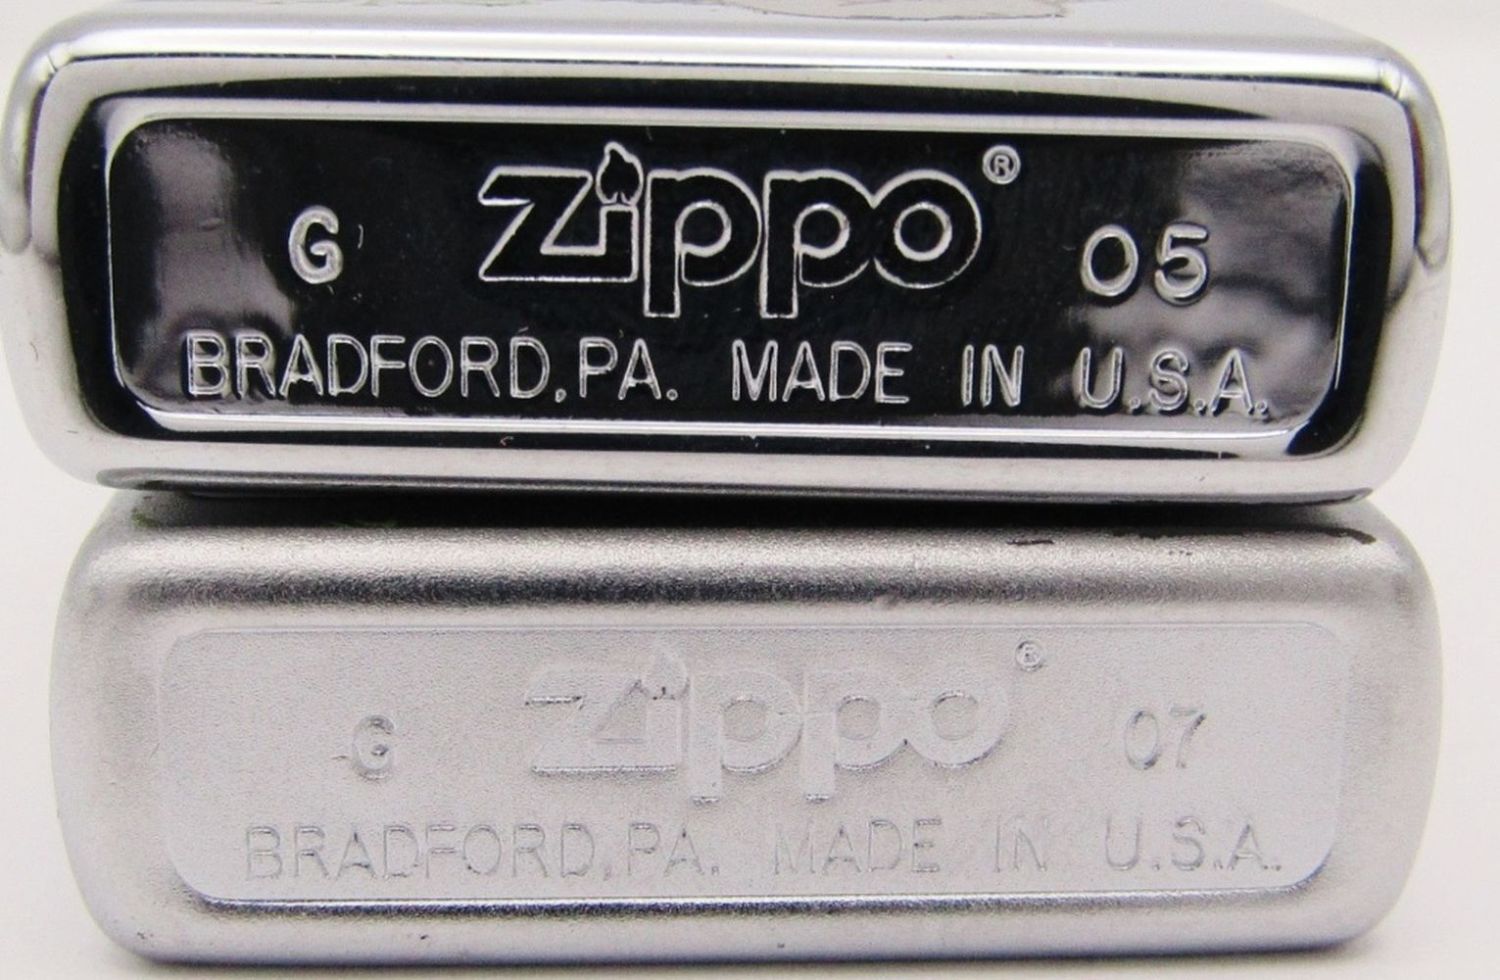 G Zippo® 05
BRADFORD,PA. MADE IN U.S.A.
G Zippo® 07
BRADFORD,PA. MADE IN U.S.A.